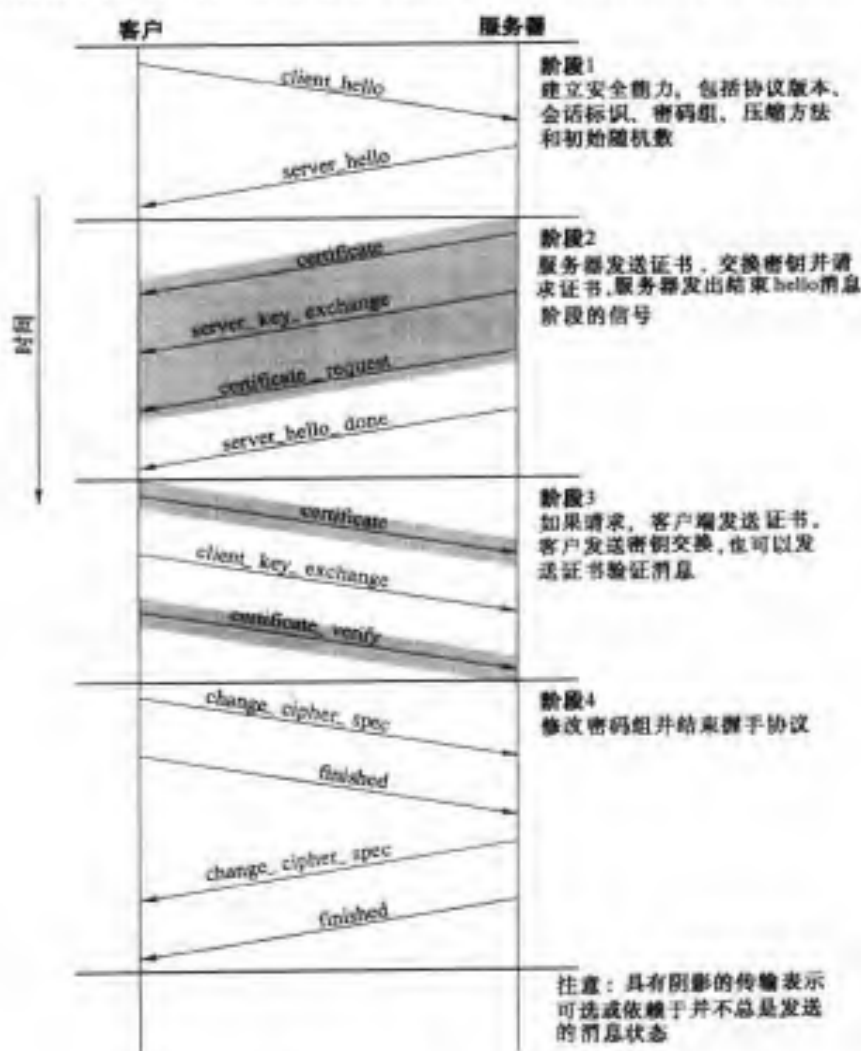 客户
服务器
client_hello
阶段1
建立安全能力，包括协议版本、
会话标识、密码组、压缩方法
和初始随机数
server_hello
时间
certificate
阶段2
服务器发送证书，交换密钥并请
求证书,服务器发出结束hello消息
阶段的信号
server_key_exchange
certificate_request
server_hello_done
certificate
阶段3
如果请求，客户端发送证书。
客户发送密钥交换,也可以发
送证书验证消息
client_key_exchange
certificate_verify
change_cipher_spec
阶段4
修改密码组并结束握手协议
finished
change_cipher_spec
finished
注意：具有阴影的传输表示
可选或依赖于并不总是发送
的消息状态